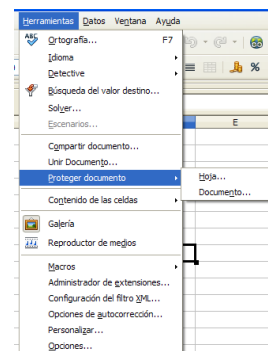 Herramientas Datos Ventana Ayuda
Ortografía... F7
Idioma
Detective
Búsqueda del valor destino...
Solver...
Escenarios...
E
Compartir documento...
Unir Documento...
Proteger documento
Hoja...
Documento...
Contenido de las celdas
Galería
Reproductor de medios
Macros
Administrador de extensiones...
Configuración del filtro XML...
Opciones de autocorrección...
Personalizar...
Opciones...